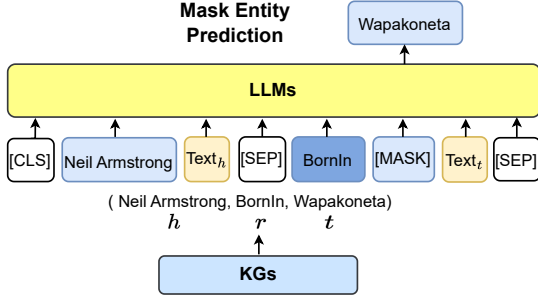 Mask Entity
Prediction
Wapakoneta
LLMs
[CLS] Neil Armstrong Text_h [SEP] BornIn [MASK] Text_t [SEP]
( Neil Armstrong, BornIn, Wapakoneta)
h r t
KGs